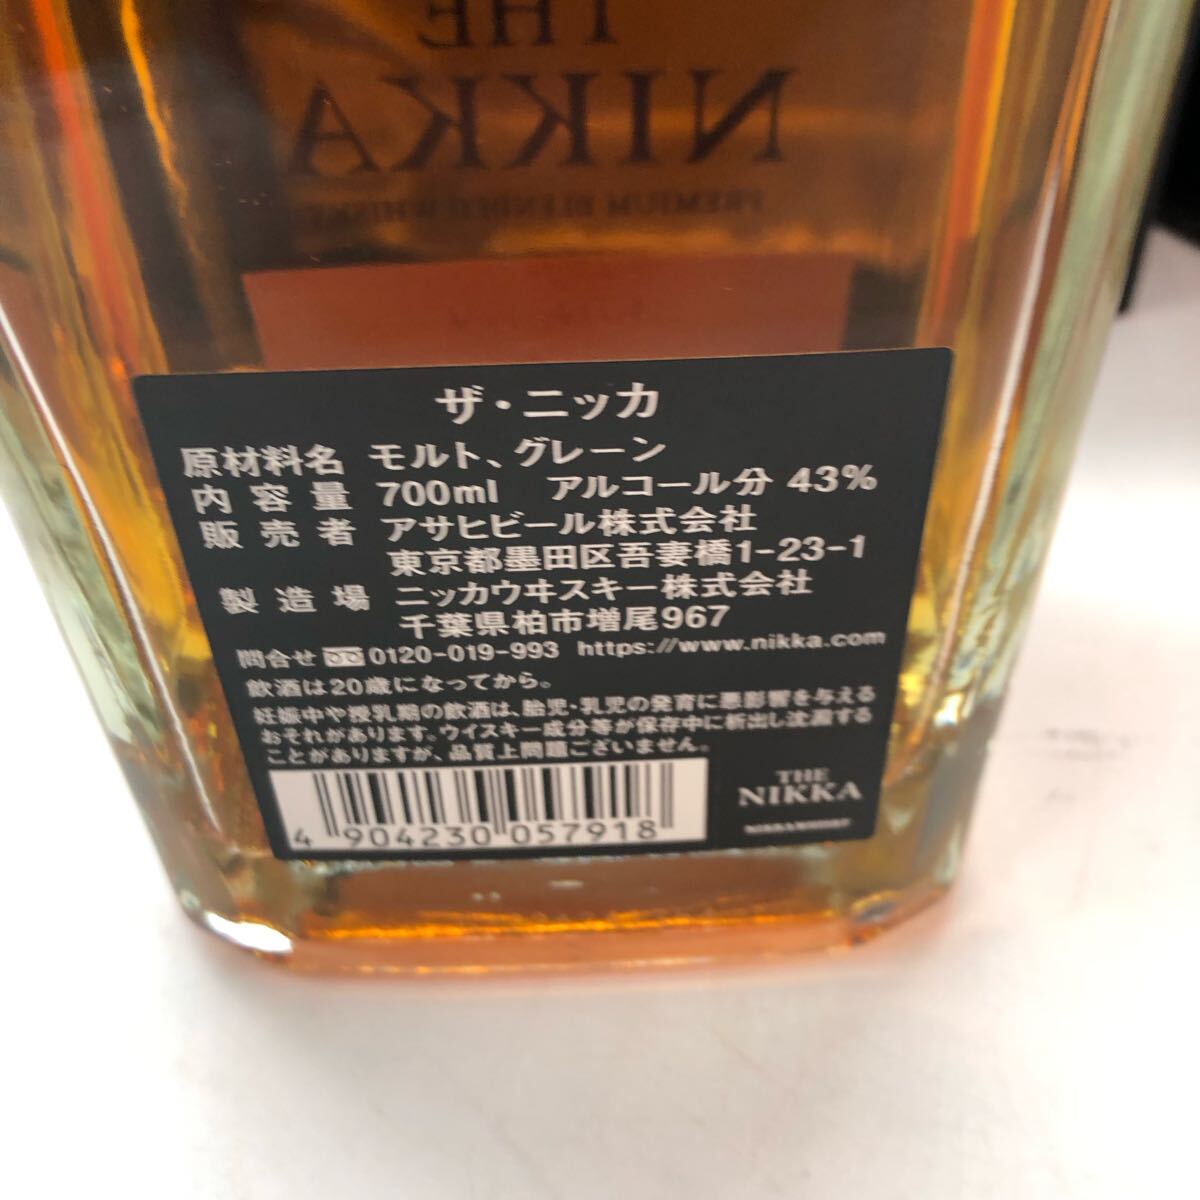 THE
NIKKA
PREMIUM BLENDED WHISKY
ザ・ニッカ
原材料名 モルト、グレーン
内容量 700ml アルコール分 43%
販売者 アサヒビール株式会社
東京都墨田区吾妻橋1-23-1
製造場 ニッカウヰスキー株式会社
千葉県柏市増尾967
問合せ 0120-019-993 https://www.nikka.com
飲酒は20歳になってから。
妊娠中や授乳期の飲酒は、胎児・乳児の発育に悪影響を与える
おそれがあります。ウイスキー成分等が保存中に析出し沈澱する
ことがありますが、品質上問題ございません。
4 904230 057918
THE
NIKKA